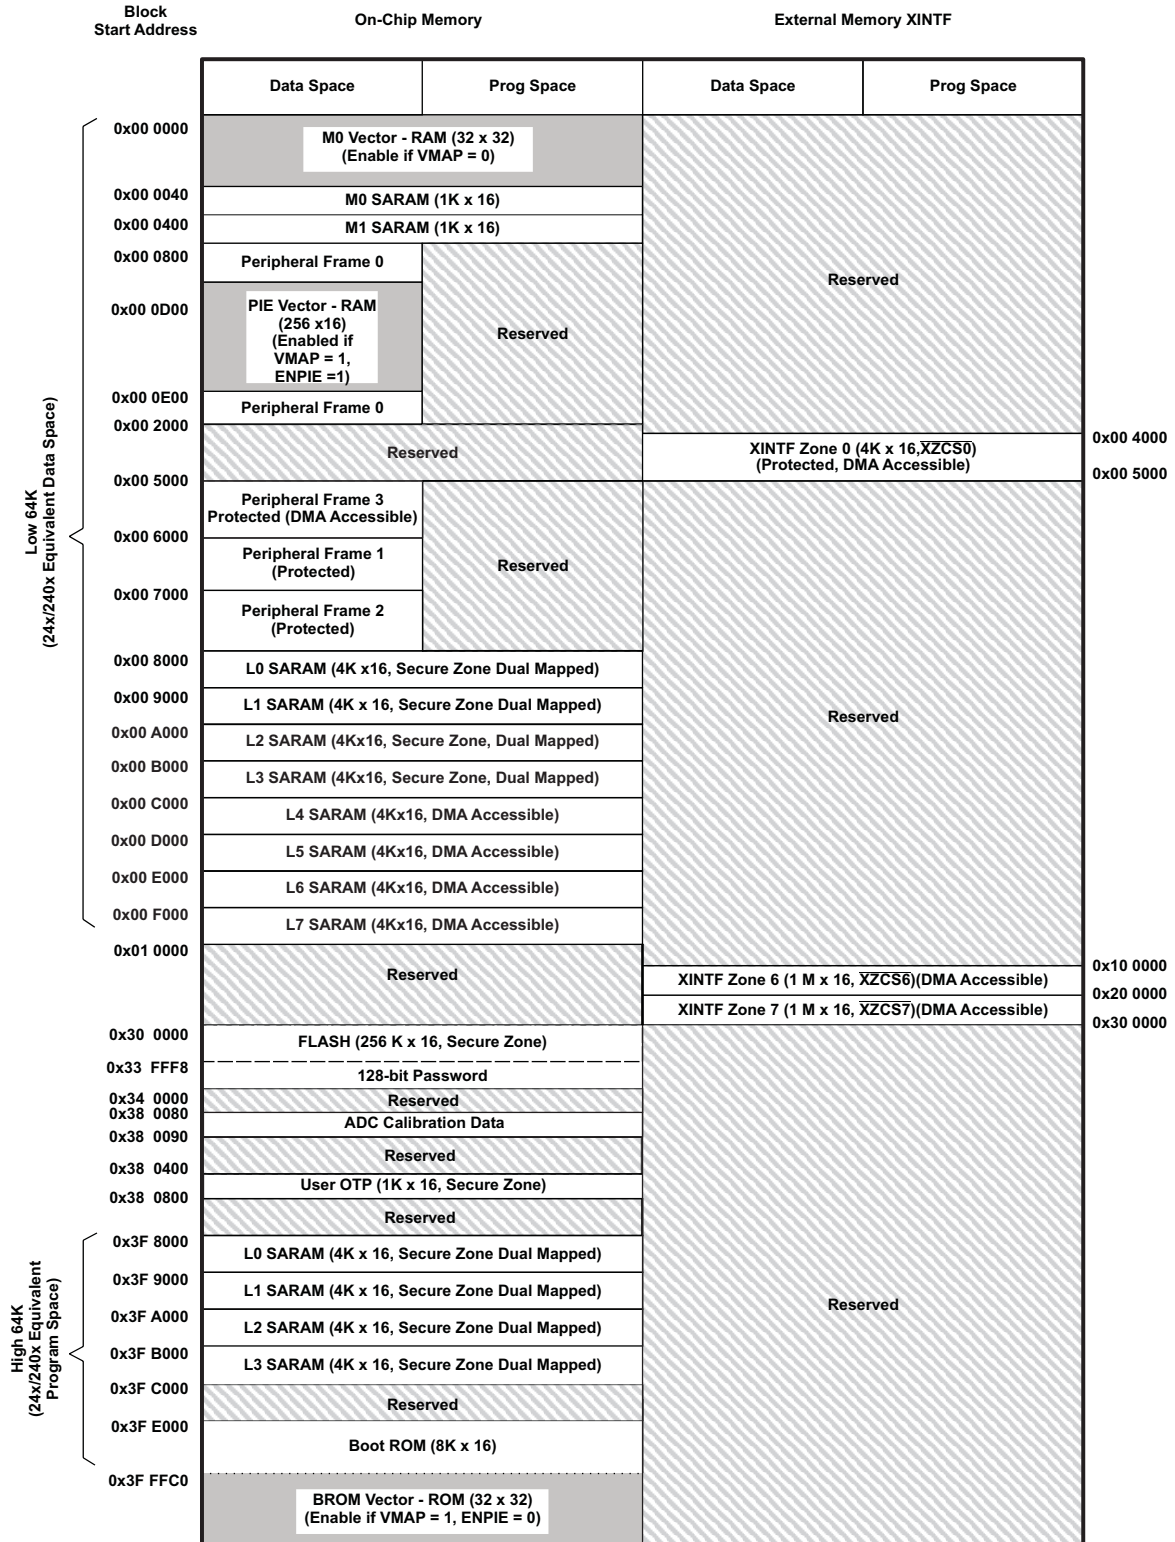 Block
Start Address
On-Chip Memory
External Memory XINTF
Data Space
Prog Space
Data Space
Prog Space
0x00 0000
M0 Vector - RAM (32 x 32)
(Enable if VMAP = 0)
0x00 0040
M0 SARAM (1K x 16)
0x00 0400
M1 SARAM (1K x 16)
0x00 0800
Peripheral Frame 0
Reserved
0x00 0D00
PIE Vector - RAM
(256 x16)
(Enabled if
VMAP = 1,
ENPIE =1)
Reserved
0x00 0E00
Peripheral Frame 0
0x00 2000
Reserved
XINTF Zone 0 (4K x 16,XZCS0)
(Protected, DMA Accessible)
0x00 4000
0x00 5000
0x00 5000
Peripheral Frame 3
Protected (DMA Accessible)
0x00 6000
Peripheral Frame 1
(Protected)
Reserved
0x00 7000
Peripheral Frame 2
(Protected)
Low 64K
(24x/240x Equivalent Data Space)
0x00 8000
L0 SARAM (4K x16, Secure Zone Dual Mapped)
0x00 9000
L1 SARAM (4K x 16, Secure Zone Dual Mapped)
Reserved
0x00 A000
L2 SARAM (4Kx16, Secure Zone, Dual Mapped)
0x00 B000
L3 SARAM (4Kx16, Secure Zone, Dual Mapped)
0x00 C000
L4 SARAM (4Kx16, DMA Accessible)
0x00 D000
L5 SARAM (4Kx16, DMA Accessible)
0x00 E000
L6 SARAM (4Kx16, DMA Accessible)
0x00 F000
L7 SARAM (4Kx16, DMA Accessible)
0x01 0000
Reserved
0x10 0000
XINTF Zone 6 (1 M x 16, XZCS6)(DMA Accessible)
0x20 0000
XINTF Zone 7 (1 M x 16, XZCS7)(DMA Accessible)
0x30 0000
0x30 0000
FLASH (256 K x 16, Secure Zone)
0x33 FFF8
128-bit Password
0x34 0000
Reserved
0x38 0080
ADC Calibration Data
0x38 0090
Reserved
0x38 0400
User OTP (1K x 16, Secure Zone)
0x38 0800
Reserved
0x3F 8000
L0 SARAM (4K x 16, Secure Zone Dual Mapped)
0x3F 9000
L1 SARAM (4K x 16, Secure Zone Dual Mapped)
Reserved
0x3F A000
L2 SARAM (4K x 16, Secure Zone Dual Mapped)
0x3F B000
L3 SARAM (4K x 16, Secure Zone Dual Mapped)
High 64K
(24x/240x Equivalent
Program Space)
0x3F C000
Reserved
0x3F E000
Boot ROM (8K x 16)
0x3F FFC0
BROM Vector - ROM (32 x 32)
(Enable if VMAP = 1, ENPIE = 0)